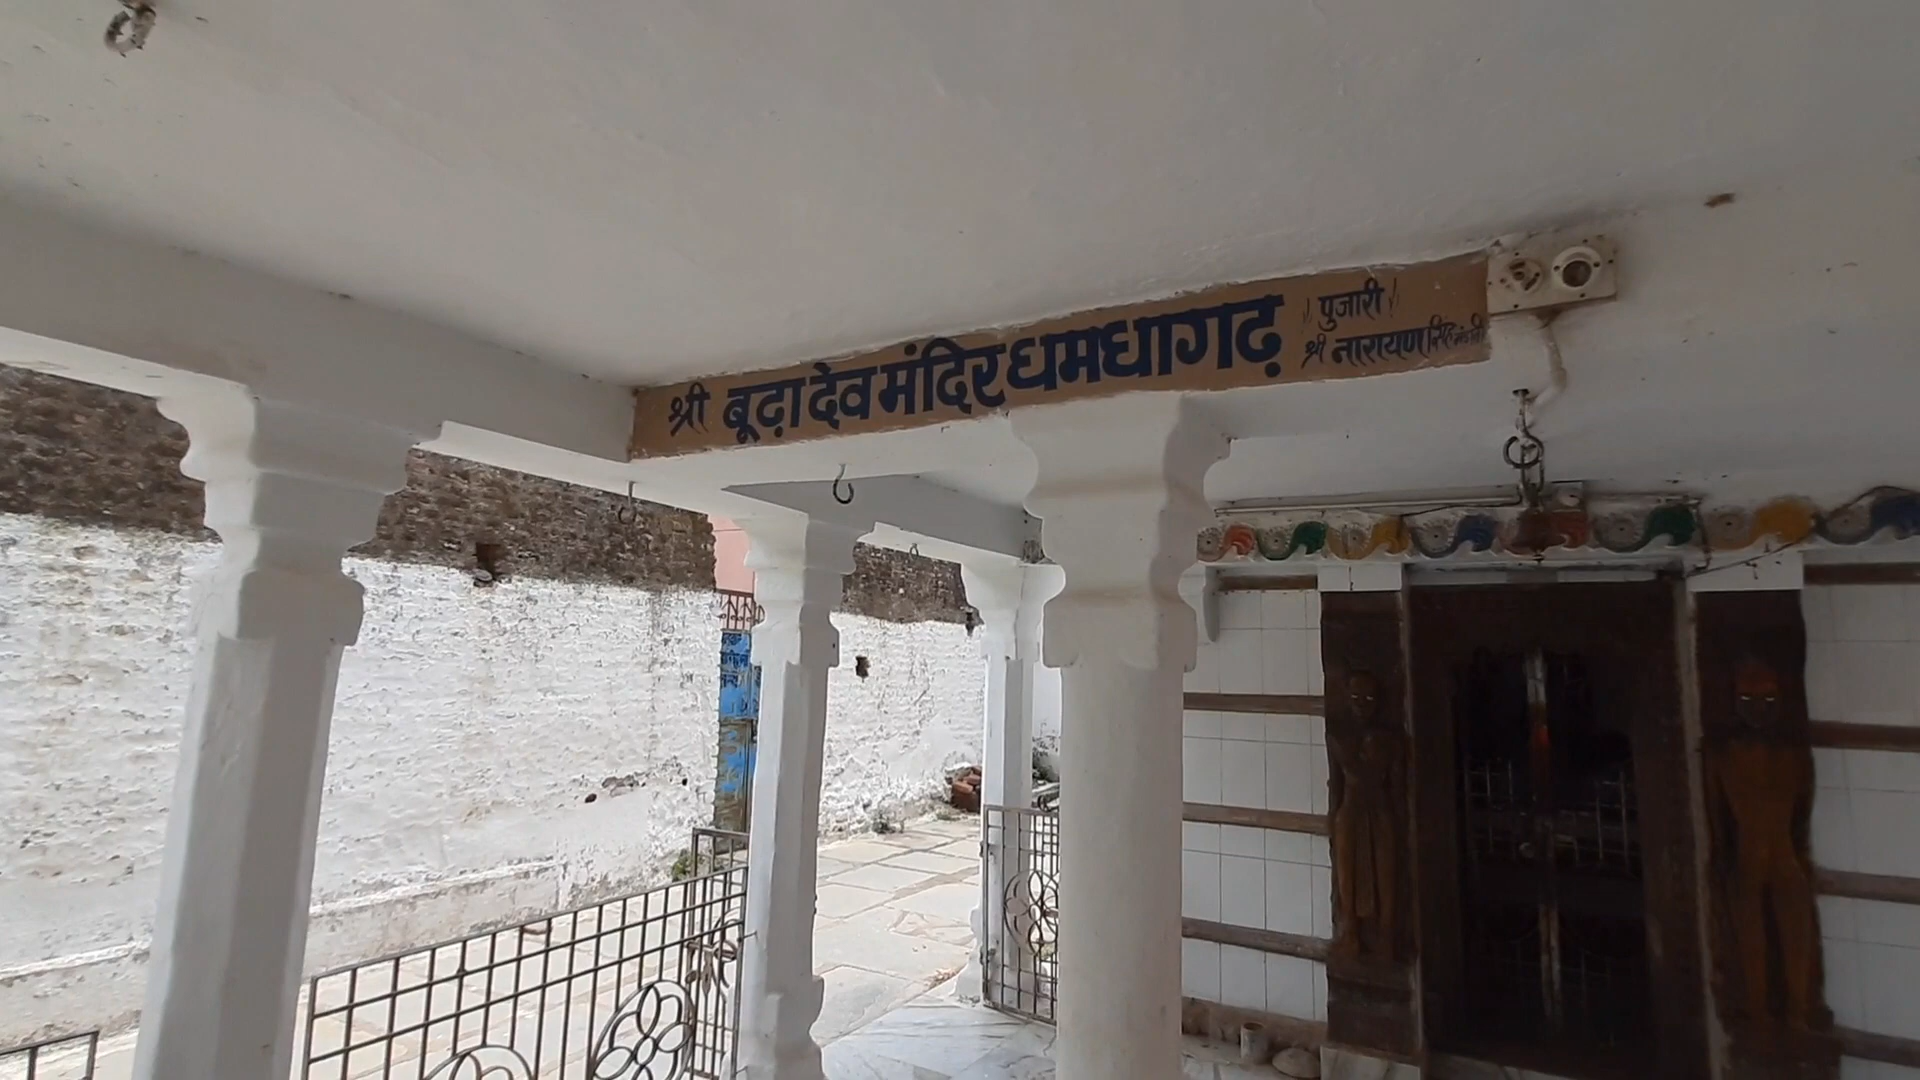 श्री बूढ़ा देव मंदिर धमधागढ़
॥ पुजारी ॥
श्री नारायण सिंह